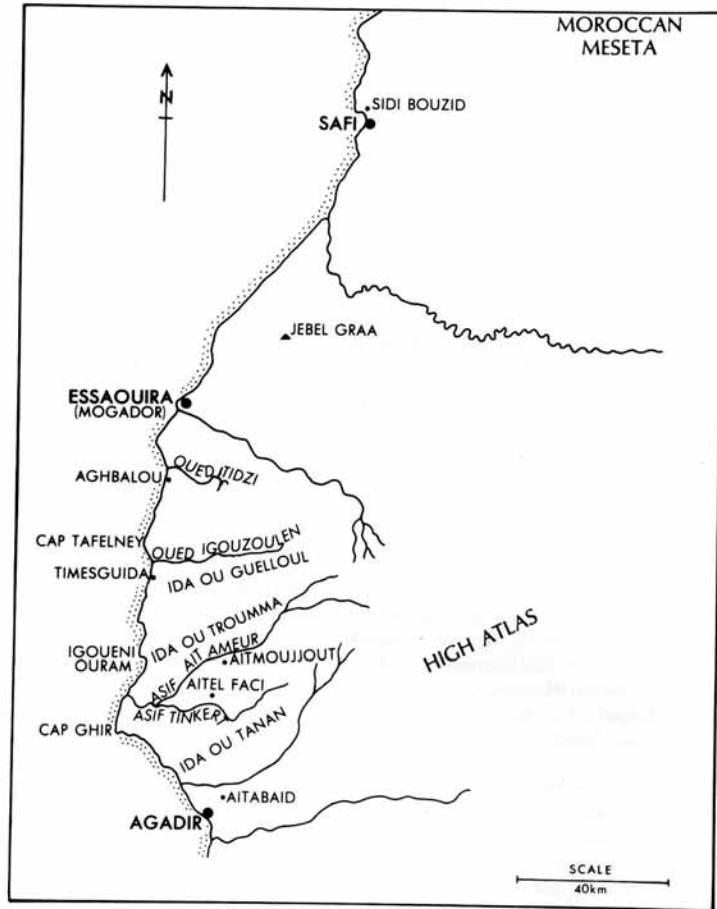 MOROCCAN
MESETA
N
SIDI BOUZID
SAFI
JEBEL GRAA
ESSAOUIRA
(MOGADOR)
OUED TIDZI
AGHBALOU
CAP TAFELNEY
OUED IGOUZOULEN
TIMESGUIDA
IDA OU GUELLOUL
IDA OU TROUMMA
IGOUENI
OURAM
ASIF AIT AMEUR
AITMOUJJOUT
HIGH ATLAS
AITEL FACI
ASIF TINKERT
CAP GHIR
IDA OU TANAN
AITABAID
AGADIR
SCALE
40km